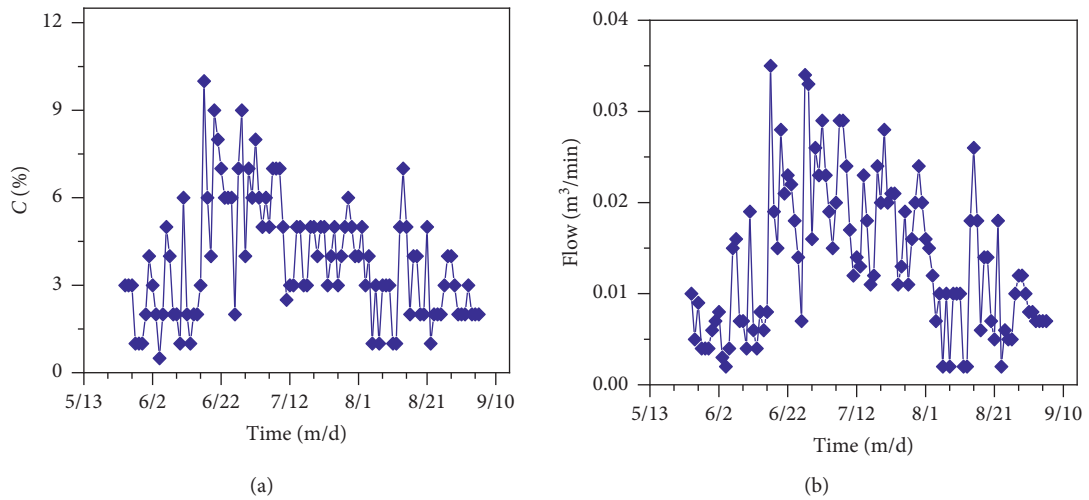 12
9
6
3
0
C (%)
5/13 6/2 6/22 7/12 8/1 8/21 9/10
Time (m/d)
(a)
0.04
0.03
0.02
0.01
0.00
Flow (m³/min)
5/13 6/2 6/22 7/12 8/1 8/21 9/10
Time (m/d)
(b)